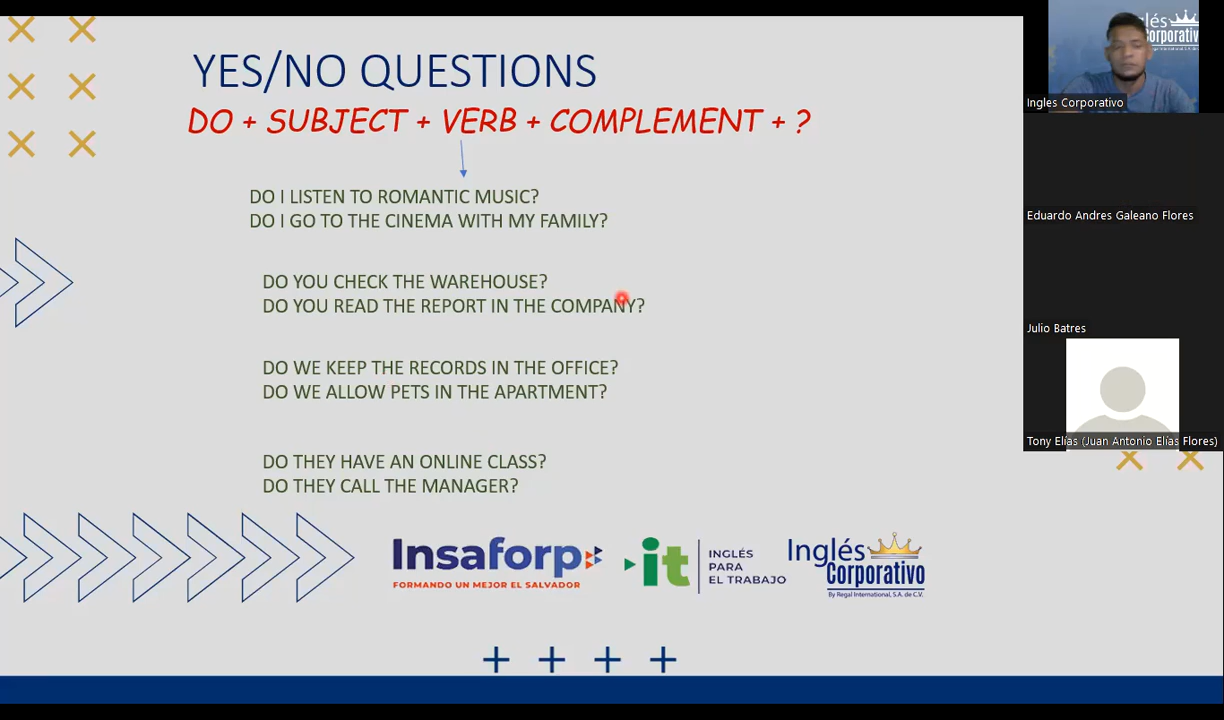 YES/NO QUESTIONS
DO + SUBJECT + VERB + COMPLEMENT + ?
DO I LISTEN TO ROMANTIC MUSIC?
DO I GO TO THE CINEMA WITH MY FAMILY?
DO YOU CHECK THE WAREHOUSE?
DO YOU READ THE REPORT IN THE COMPANY?
DO WE KEEP THE RECORDS IN THE OFFICE?
DO WE ALLOW PETS IN THE APARTMENT?
DO THEY HAVE AN ONLINE CLASS?
DO THEY CALL THE MANAGER?
Insaforp
FORMANDO UN MEJOR EL SALVADOR
it
INGLÉS
PARA
EL TRABAJO
Inglés
Corporativo
By Regal International, S.A. de C.V.
Ingles Corporativo
Eduardo Andres Galeano Flores
Julio Batres
Tony Elías (Juan Antonio Elías Flores)